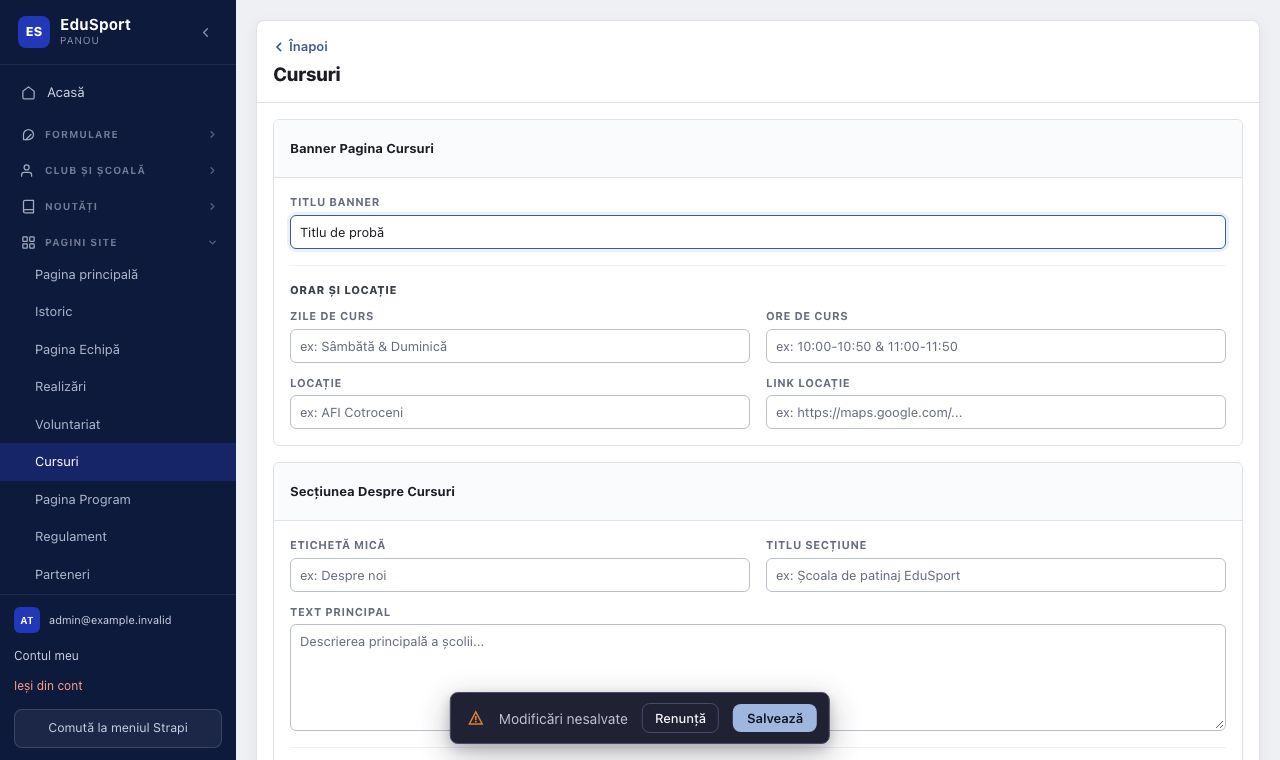 ES
EduSport
PANOU
Acasă
FORMULARE
CLUB ȘI ȘCOALĂ
NOUTĂȚI
PAGINI SITE
Pagina principală
Istoric
Pagina Echipă
Realizări
Voluntariat
Cursuri
Pagina Program
Regulament
Parteneri
AT
admin@example.invalid
Contul meu
Ieși din cont
Comută la meniul Strapi
Înapoi
Cursuri
Banner Pagina Cursuri
TITLU BANNER
Titlu de probă
ORAR ȘI LOCAȚIE
ZILE DE CURS
ORE DE CURS
ex: Sâmbătă & Duminică
ex: 10:00-10:50 & 11:00-11:50
LOCAȚIE
LINK LOCAȚIE
ex: AFI Cotroceni
ex: https://maps.google.com/...
Secțiunea Despre Cursuri
ETICHETĂ MICĂ
TITLU SECȚIUNE
ex: Despre noi
ex: Școala de patinaj EduSport
TEXT PRINCIPAL
Descrierea principală a școlii...
Modificări nesalvate
Renunță
Salvează